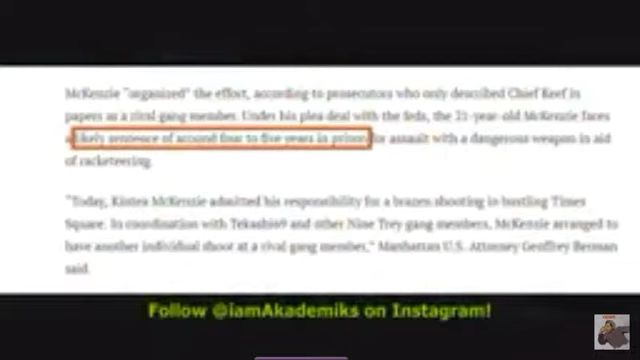 McKenzie "organized" the effort, according to prosecutors who only described Chief Keef in
papers as a rival gang member. Under his plea deal with the feds, the 21-year-old McKenzie faces
a likely sentence of around four to five years in prison for assault with a dangerous weapon in aid
of racketeering.
"Today, Kintea McKenzie admitted his responsibility for a brazen shooting in bustling Times
Square. In coordination with Tekashi69 and other Nine Trey gang members, McKenzie arranged to
have another individual shoot at a rival gang member," Manhattan U.S. Attorney Geoffrey Berman
said.
Follow @iamAkademiks on Instagram!